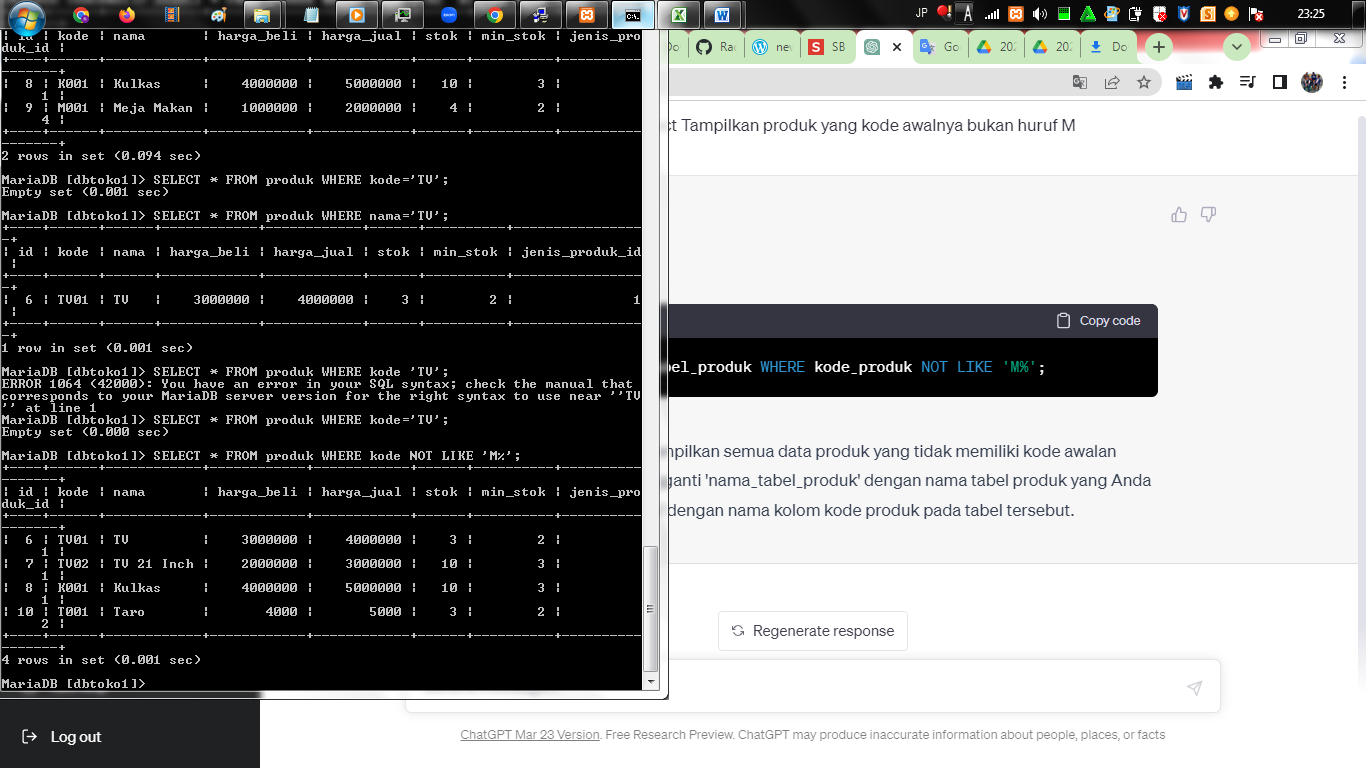 JP
A
23:25
id | kode | nama | harga_beli | harga_jual | stok | min_stok | jenis_pro
duk_id |
| 8 | K001 | Kulkas | 4000000 | 5000000 | 10 | 3 |
1 |
| 9 | M001 | Meja Makan | 1000000 | 2000000 | 4 | 2 |
4 |
2 rows in set (0.094 sec)
MariaDB [dbtoko1]> SELECT * FROM produk WHERE kode='TV';
Empty set (0.001 sec)
MariaDB [dbtoko1]> SELECT * FROM produk WHERE nama='TV';
| id | kode | nama | harga_beli | harga_jual | stok | min_stok | jenis_produk_id
|
| 6 | TV01 | TV | 3000000 | 4000000 | 3 | 2 | 1
|
1 row in set (0.001 sec)
MariaDB [dbtoko1]> SELECT * FROM produk WHERE kode 'TV';
ERROR 1064 (42000): You have an error in your SQL syntax; check the manual that
corresponds to your MariaDB server version for the right syntax to use near ''TV
'' at line 1
MariaDB [dbtoko1]> SELECT * FROM produk WHERE kode='TV';
Empty set (0.000 sec)
MariaDB [dbtoko1]> SELECT * FROM produk WHERE kode NOT LIKE 'M%';
| id | kode | nama | harga_beli | harga_jual | stok | min_stok | jenis_pro
duk_id |
| 6 | TV01 | TV | 3000000 | 4000000 | 3 | 2 |
1 |
| 7 | TV02 | TV 21 Inch | 2000000 | 3000000 | 10 | 3 |
1 |
| 8 | K001 | Kulkas | 4000000 | 5000000 | 10 | 3 |
1 |
| 10 | T001 | Taro | 4000 | 5000 | 3 | 2 |
2 |
4 rows in set (0.001 sec)
MariaDB [dbtoko1]>
Do Ra nev SB Go 202 202 Do
ct Tampilkan produk yang kode awalnya bukan huruf M
Copy code
bel_produk WHERE kode_produk NOT LIKE 'M%';
mpilkan semua data produk yang tidak memiliki kode awalan
ganti 'nama_tabel_produk' dengan nama tabel produk yang Anda
dengan nama kolom kode produk pada tabel tersebut.
Regenerate response
Log out
ChatGPT Mar 23 Version. Free Research Preview. ChatGPT may produce inaccurate information about people, places, or facts